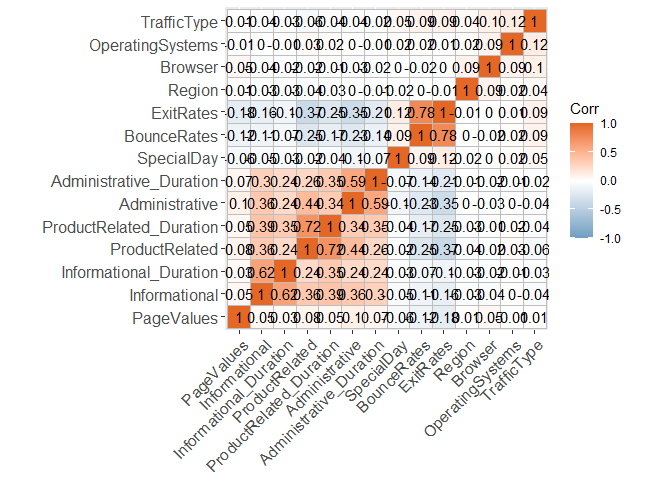 TrafficType 0.01 -0.04 -0.03 -0.06 -0.04 -0.04 -0.02 0.05 0.09 0.09 0.04 0.1 0.12 1
OperatingSystems 0.01 0 -0.01 0.03 0.02 0 -0.01 0.02 0.02 0.01 0.02 0.09 1 0.12
Browser 0.05 -0.04 -0.02 -0.02 -0.01 -0.03 -0.02 0 -0.02 0 0.09 1 0.09 0.1
Region 0.01 -0.03 -0.03 -0.04 -0.03 0 -0.01 -0.02 0 -0.01 1 0.09 0.02 0.04
ExitRates -0.18 -0.16 -0.1 -0.37 -0.25 -0.35 -0.21 0.12 0.78 1 -0.01 0 0.01 0.09
BounceRates -0.12 -0.11 -0.07 -0.25 -0.17 -0.23 -0.14 0.09 1 0.78 0 -0.02 0.02 0.09
SpecialDay -0.06 -0.05 -0.03 -0.02 -0.04 -0.1 -0.07 1 0.09 0.12 -0.02 0 0.02 0.05
Administrative_Duration 0.07 0.3 0.24 0.26 0.35 0.59 1 -0.07 -0.14 -0.21 -0.01 -0.02 -0.01 -0.02
Administrative 0.1 0.36 0.24 0.44 0.34 1 0.59 -0.1 -0.23 -0.35 0 -0.03 0 -0.04
ProductRelated_Duration 0.05 0.39 0.35 0.72 1 0.34 0.35 -0.04 -0.17 -0.25 -0.03 -0.01 0.02 -0.04
ProductRelated 0.08 0.36 0.24 1 0.72 0.44 0.26 -0.02 -0.25 -0.37 -0.04 -0.02 0.03 -0.06
Informational_Duration 0.03 0.62 1 0.24 0.35 0.24 0.24 -0.03 -0.07 -0.1 -0.03 -0.02 -0.01 -0.03
Informational 0.05 1 0.62 0.36 0.39 0.36 0.3 -0.05 -0.11 -0.16 -0.03 -0.04 0 -0.04
PageValues 1 0.05 0.03 0.08 0.05 0.1 0.07 -0.06 -0.12 -0.18 0.01 0.05 0.01 0.01
PageValues
Informational
Informational_Duration
ProductRelated
ProductRelated_Duration
Administrative
Administrative_Duration
SpecialDay
BounceRates
ExitRates
Region
Browser
OperatingSystems
TrafficType
Corr
1.0
0.5
0.0
-0.5
-1.0